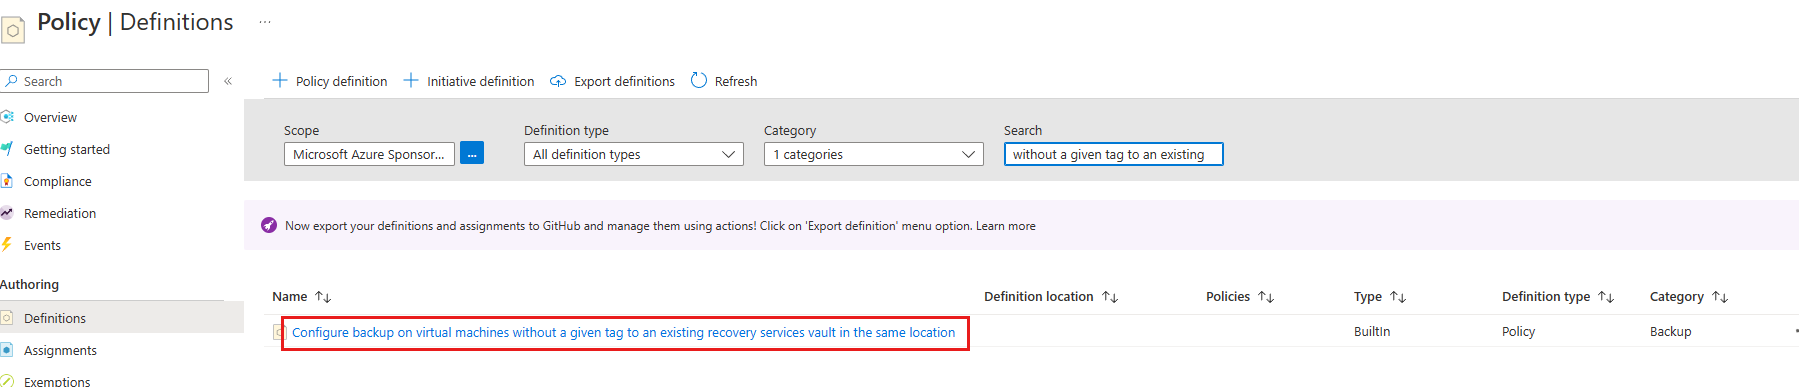 Policy | Definitions ...
Search «
Overview
Getting started
Compliance
Remediation
Events
Authoring
Definitions
Assignments
Exemptions
+ Policy definition + Initiative definition Export definitions Refresh
Scope Definition type Category Search
Microsoft Azure Sponsor... ... All definition types 1 categories without a given tag to an existing
Now export your definitions and assignments to GitHub and manage them using actions! Click on 'Export definition' menu option. Learn more
Name ↑↓ Definition location ↑↓ Policies ↑↓ Type ↑↓ Definition type ↑↓ Category ↑↓
Configure backup on virtual machines without a given tag to an existing recovery services vault in the same location BuiltIn Policy Backup